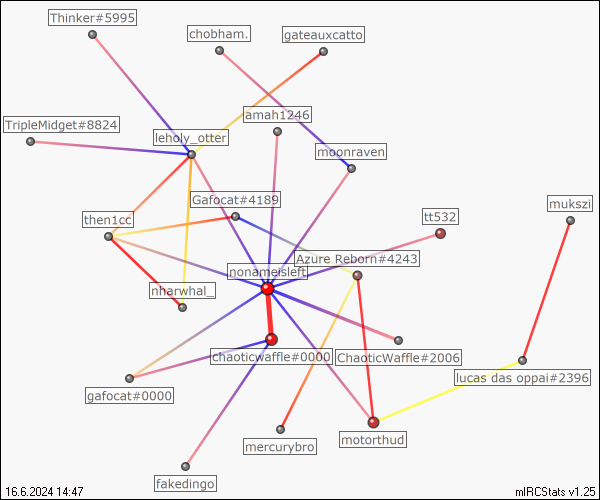 Thinker#5995
chobham.
gateauxcatto
amah1246
TripleMidget#8824
leholy_otter
moonraven
Gafocat#4189
mukszi
then1cc
tt532
Azure Reborn#4243
nonameisleft
nharwhal_
chaoticwaffle#0000
ChaoticWaffle#2006
lucas das oppai#2396
gafocat#0000
motorthud
mercurybro
fakedingo
16.6.2024 14:47
mIRCStats v1.25